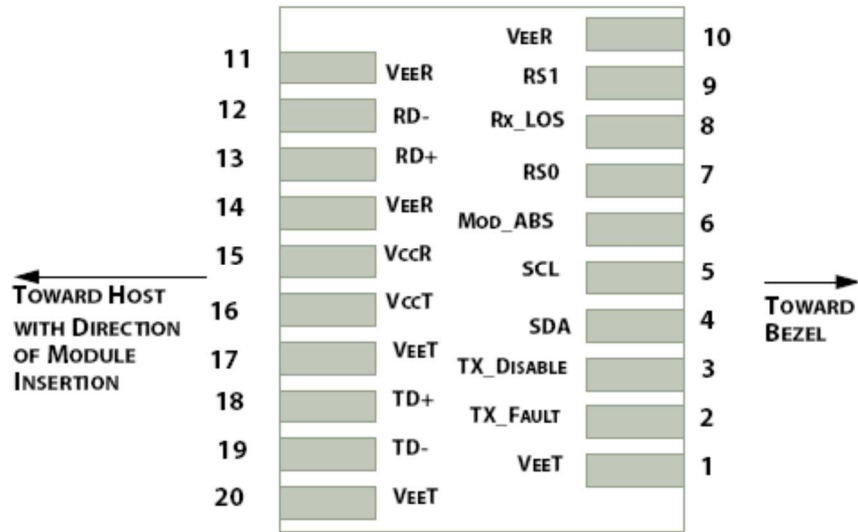 VEER 10
11 VEER
RS1 9
12 RD-
Rx_LOS 8
13 RD+
RS0 7
14 VEER
MOD_ABS 6
15 VCCR
SCL 5
TOWARD HOST
WITH DIRECTION
OF MODULE
INSERTION
TOWARD
BEZEL
16 VCCT
SDA 4
17 VEET
TX_DISABLE 3
18 TD+
TX_FAULT 2
19 TD-
VEET 1
20 VEET